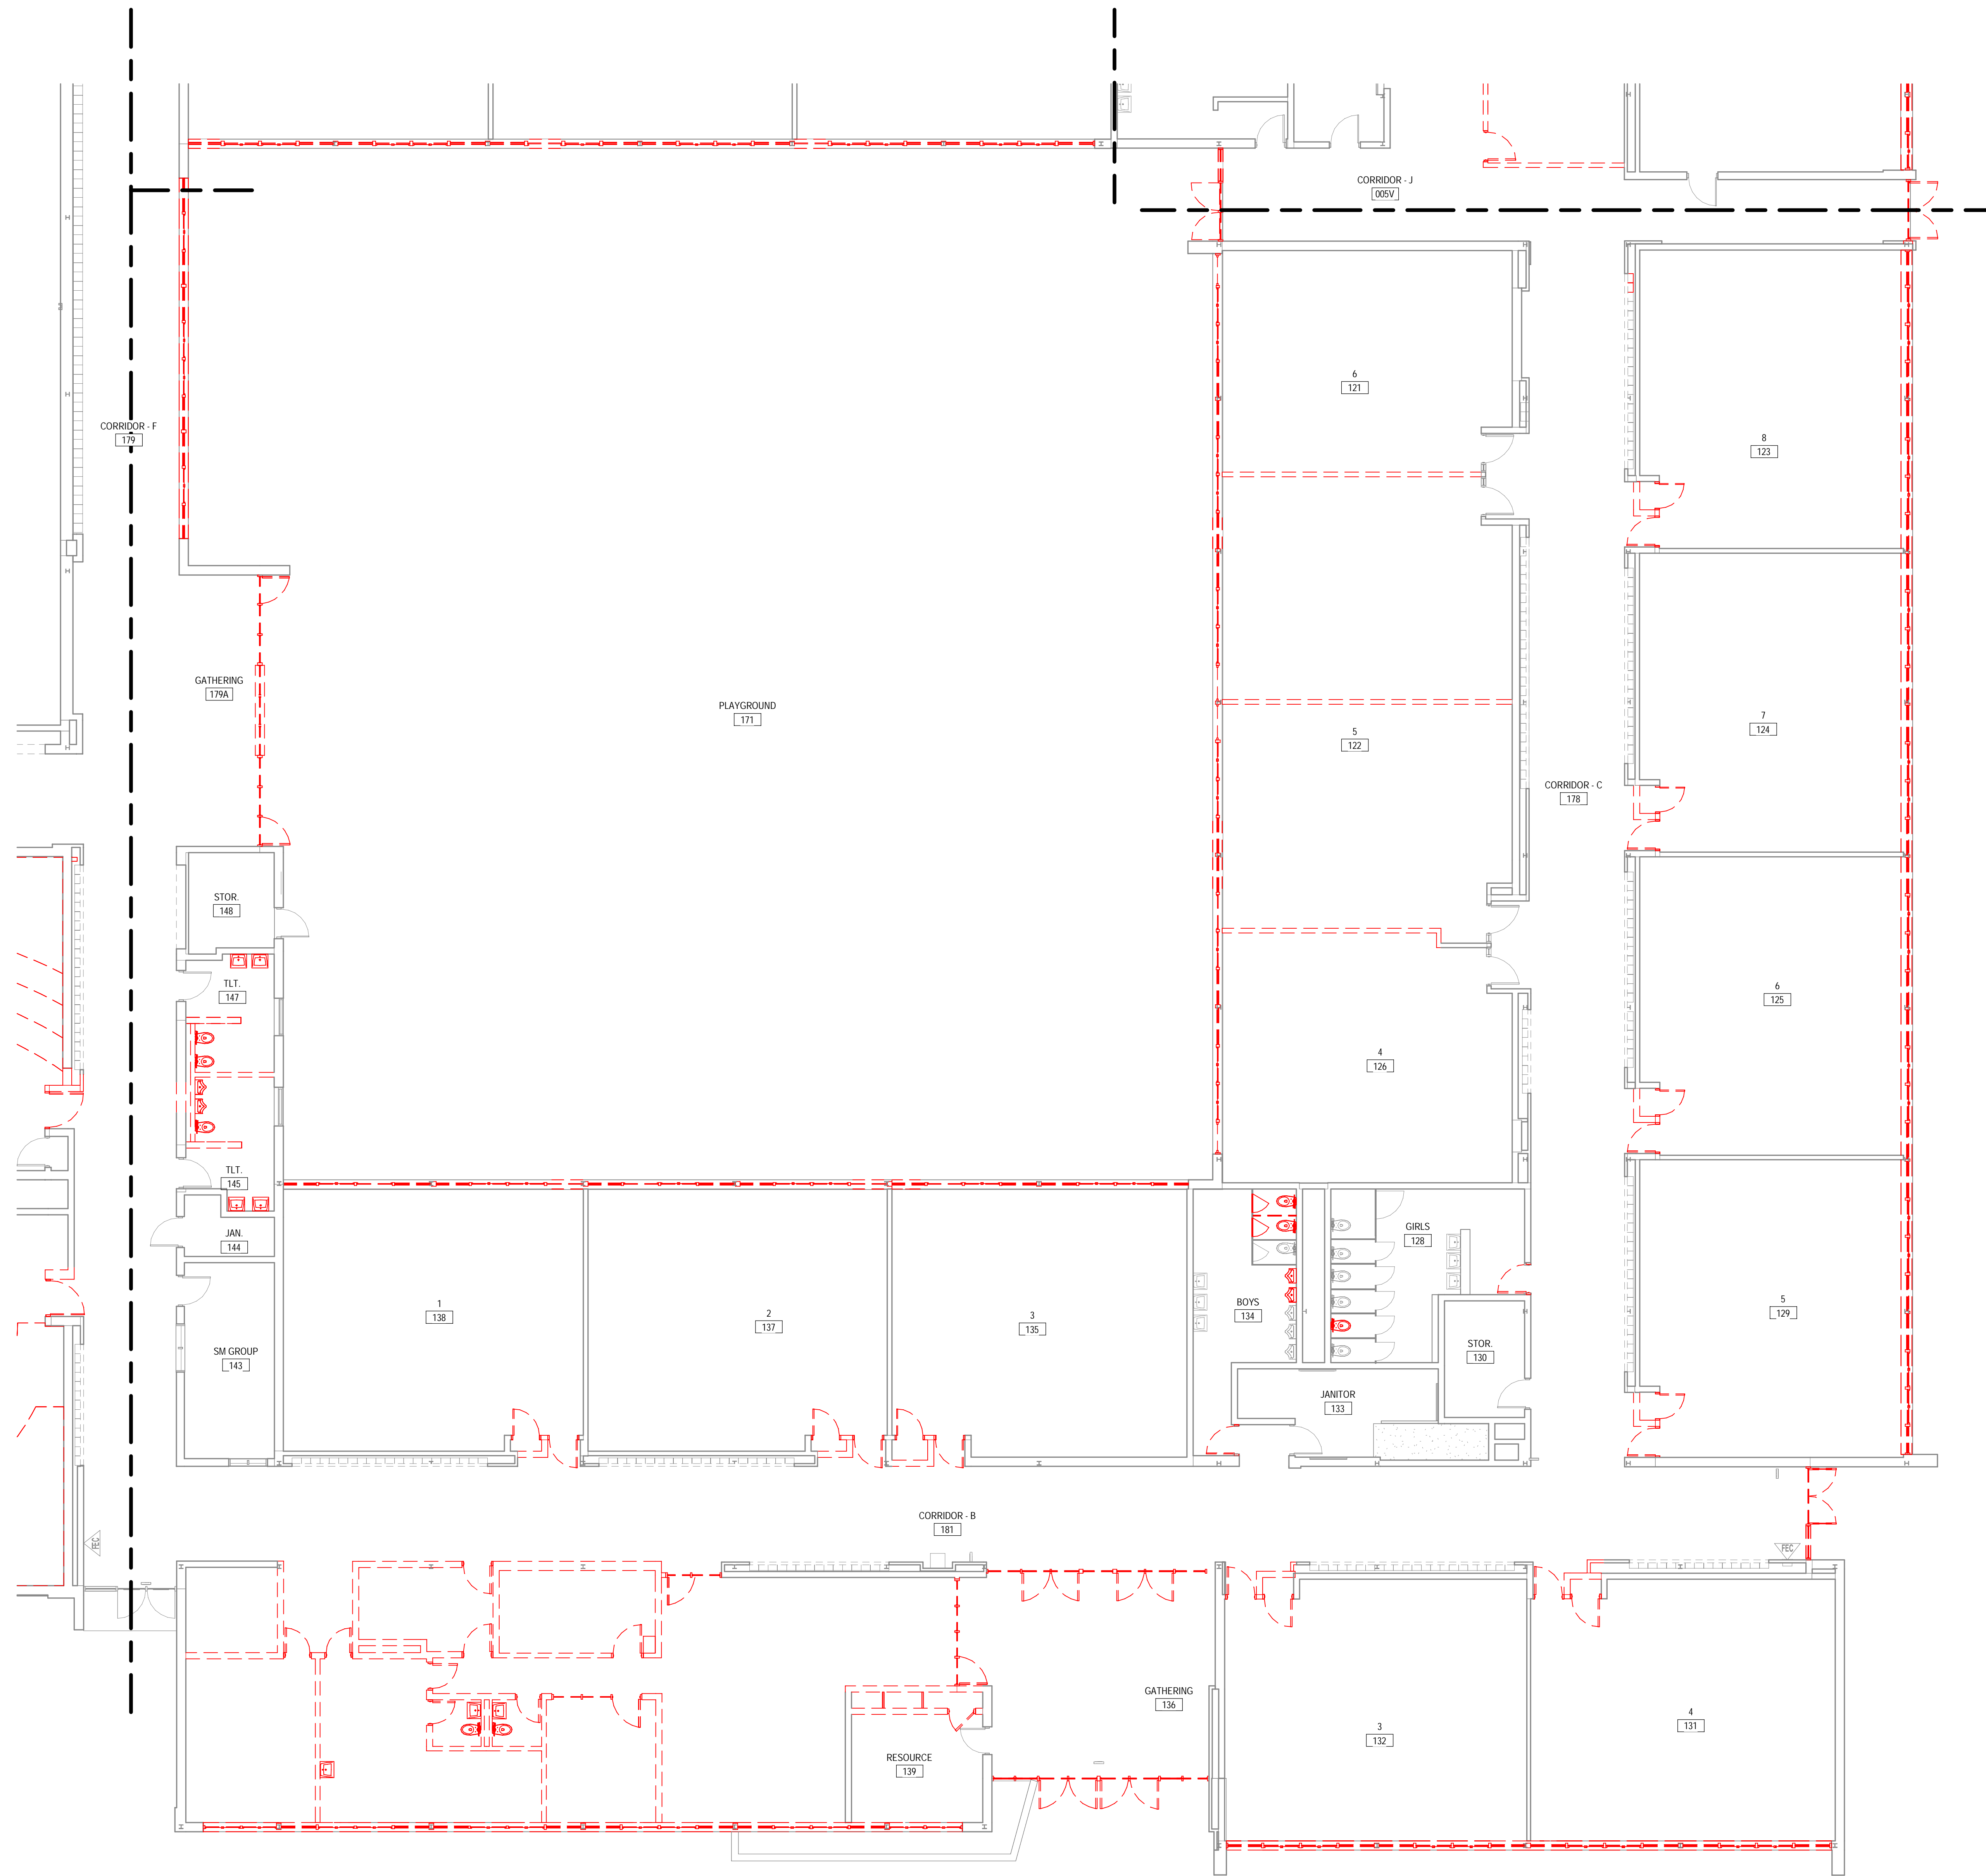 CORRIDOR - J
005V
6
121
CORRIDOR - F
179
8
123
GATHERING
179A
PLAYGROUND
171
7
124
5
122
CORRIDOR - C
178
STOR.
148
TLT.
147
6
125
4
126
TLT.
145
JAN.
144
GIRLS
128
1
138
2
137
3
135
BOYS
134
5
129
SM GROUP
143
STOR.
130
JANITOR
133
CORRIDOR - B
181
FEC
FEC
GATHERING
136
3
132
4
131
RESOURCE
139